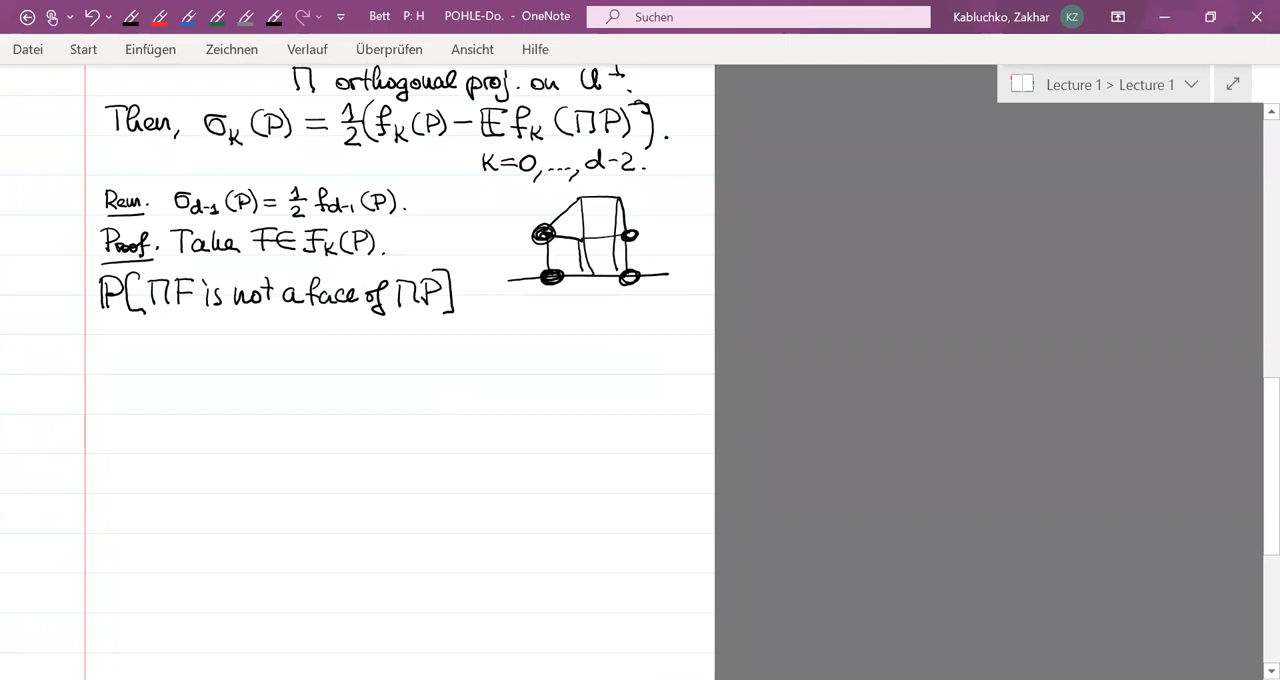 Bett P: H POHLE-Do. - OneNote Suchen Kabluchko, Zakhar KZ
Datei Start Einfügen Zeichnen Verlauf Überprüfen Ansicht Hilfe
Lecture 1 > Lecture 1
Π orthogonal proj. on U⊥.
Then, σ_k(P) = 1/2 (f_k(P) - 𝔼 f_k(ΠP)).
k=0,...,d-2.
Rem. σ_{d-1}(P) = 1/2 f_{d-1}(P).
Proof. Take F∈ℱ_k(P).
ℙ[ΠF is not a face of ΠP]